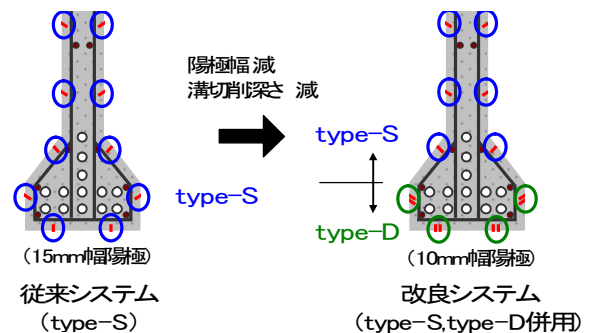 陽極幅 減
溝切削深さ 減
type-S
type-S
type-D
(15mm幅陽極)
(10mm幅陽極)
従来システム
(type-S)
改良システム
(type-S,type-D併用)